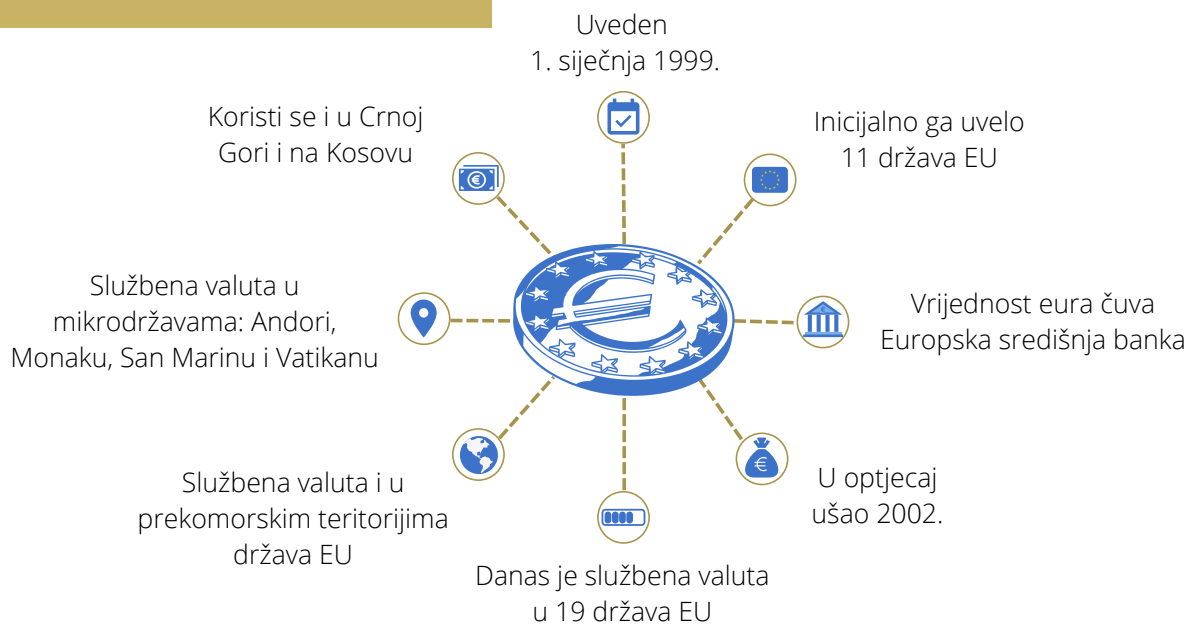 Uveden
1. siječnja 1999.
Inicijalno ga uvelo
11 država EU
Vrijednost eura čuva
Europska središnja banka
U optjecaj
ušao 2002.
Danas je službena valuta
u 19 država EU
Službena valuta i u
prekomorskim teritorijima
država EU
Službena valuta u
mikrodržavama: Andori,
Monaku, San Marinu i Vatikanu
Koristi se i u Crnoj
Gori i na Kosovu